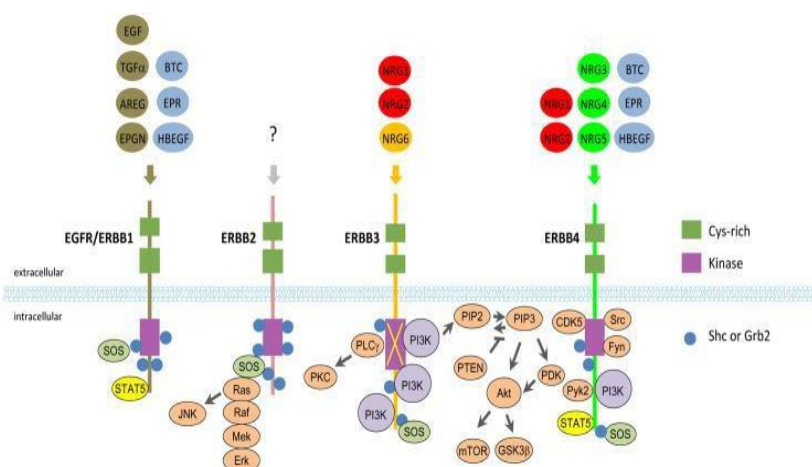 EGF
TGFα BTC
AREG EPR
EPGN HBEGF
?
NRG1
NRG2
NRG6
NRG3 BTC
NRG1 NRG4 EPR
NRG2 NRG5 HBEGF
EGFR/ERBB1
ERBB2
ERBB3
ERBB4
Cys-rich
Kinase
Shc or Grb2
extracellular
intracellular
SOS
STAT5
SOS
Ras
Raf
Mek
Erk
JNK
PLCγ
PKC
PI3K
PI3K
PI3K
SOS
PIP2
PIP3
PTEN
PDK
Akt
mTOR
GSK3β
CDK5
Src
Fyn
Pyk2
PI3K
STAT5
SOS